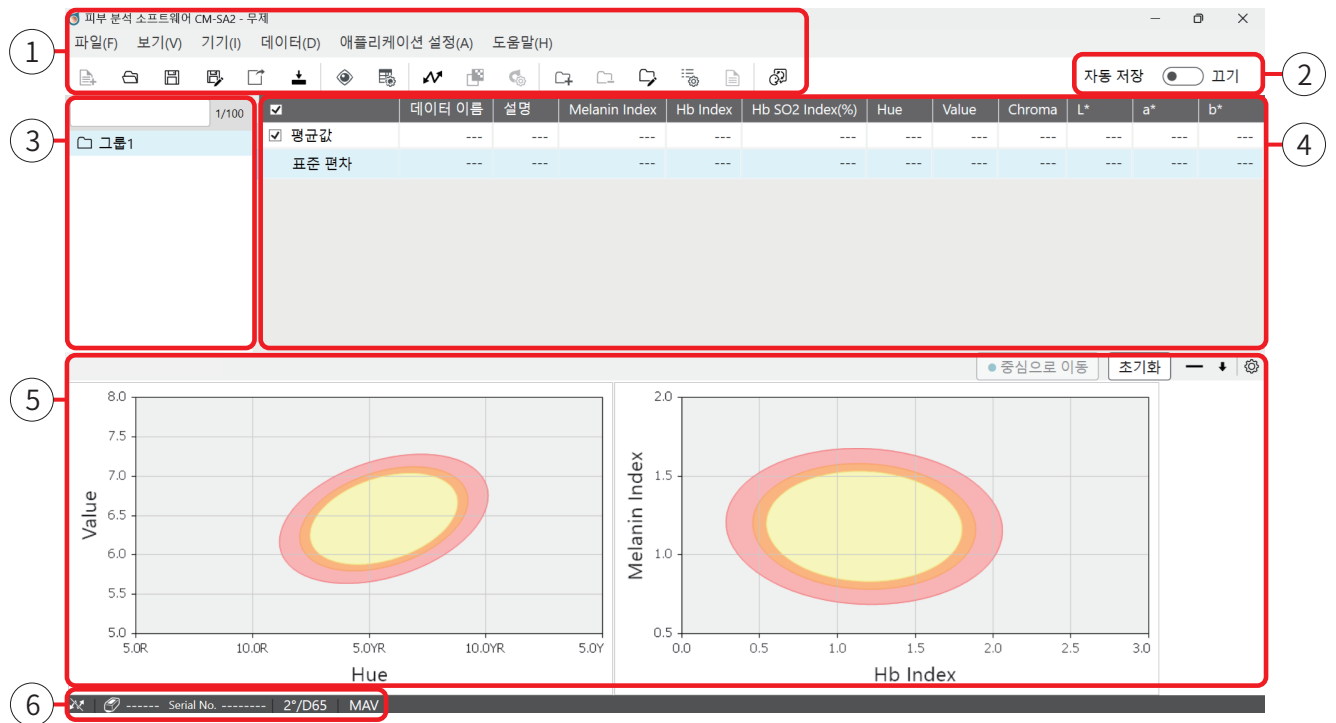 피부 분석 소프트웨어 CM-SA2 - 무제
파일(F) 보기(V) 기기(I) 데이터(D) 애플리케이션 설정(A) 도움말(H)
1
자동 저장 끄기
2
3
1/100
그룹1
데이터 이름 설명 Melanin Index Hb Index Hb SO2 Index(%) Hue Value Chroma L* a* b*
평균값 --- --- --- --- --- --- --- --- --- --- ---
표준 편차 --- --- --- --- --- --- --- --- --- --- ---
4
중심으로 이동 초기화
5
8.0
7.5
7.0
6.5
6.0
5.5
5.0
Value
5.0R 10.0R 5.0YR 10.0YR 5.0Y
Hue
2.0
1.5
1.0
0.5
Melanin Index
0.0 0.5 1.0 1.5 2.0 2.5 3.0
Hb Index
6
------ Serial No. -------- 2°/D65 MAV